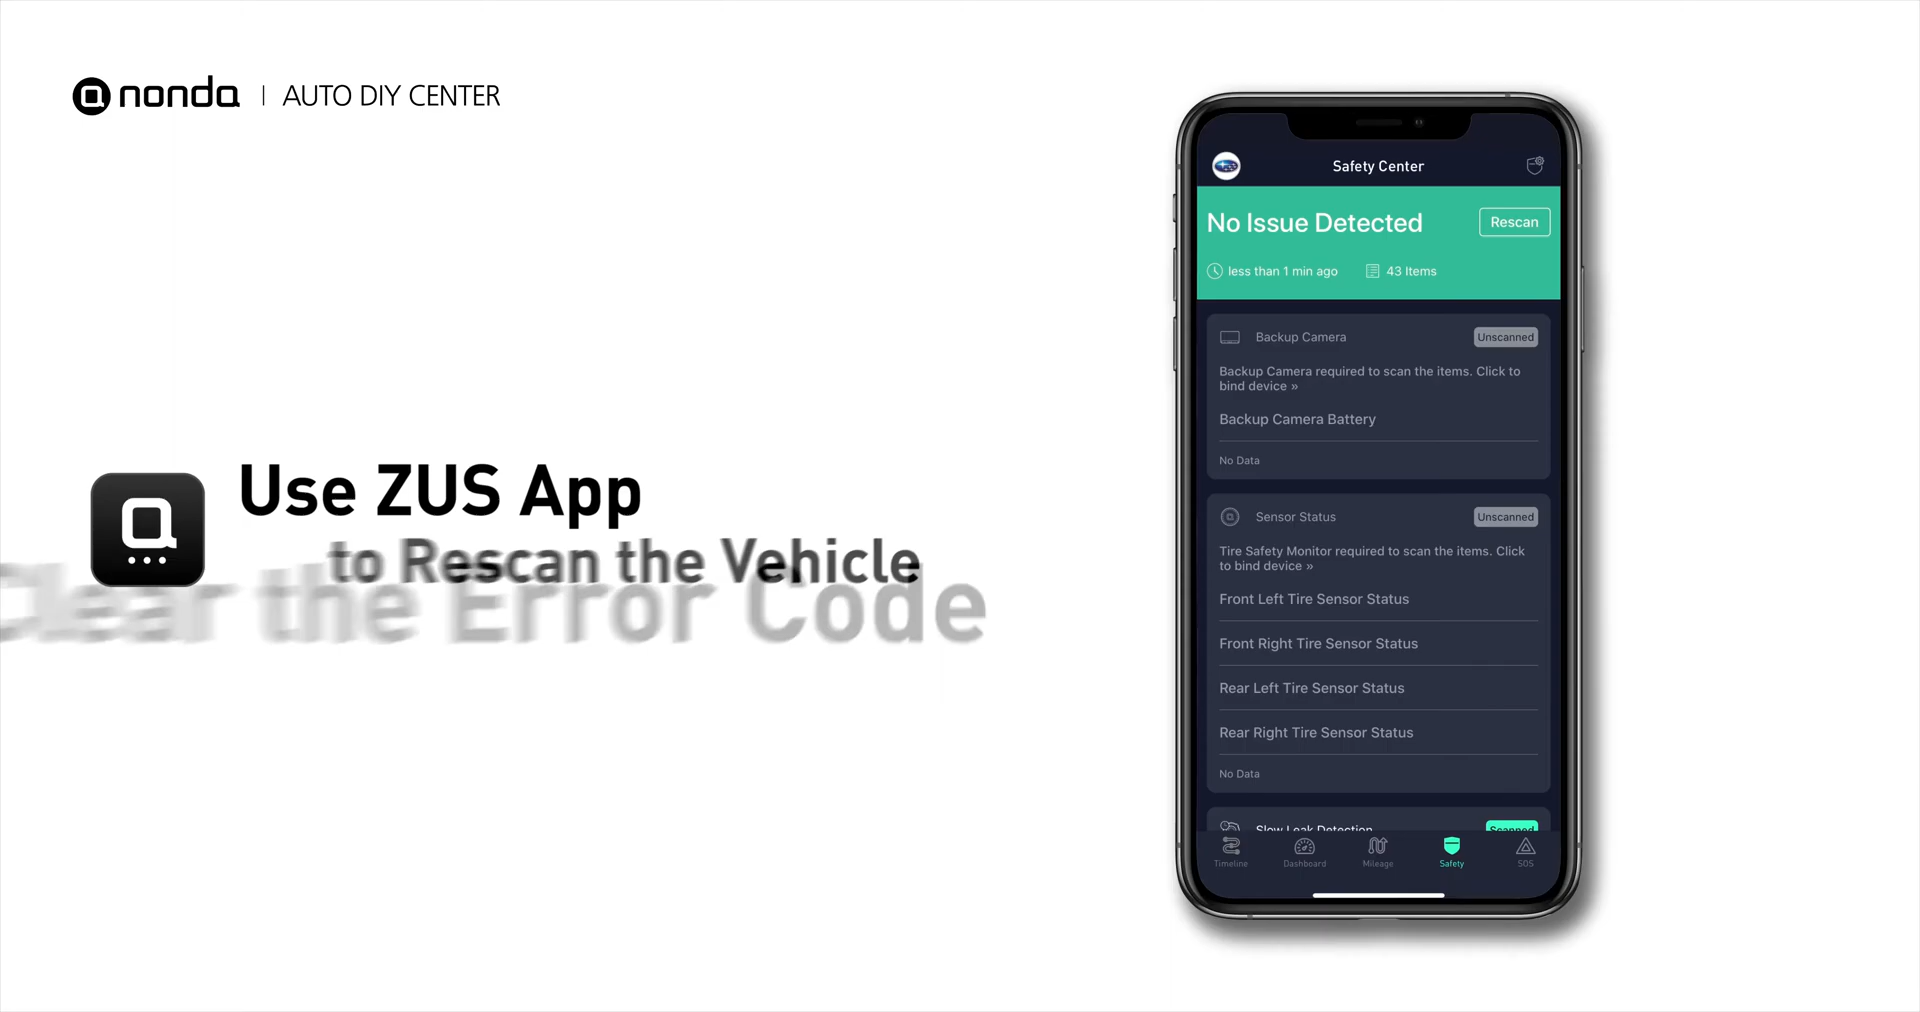 nonda | AUTO DIY CENTER
Use ZUS App
to Rescan the Vehicle
Clear the Error Code
Safety Center
No Issue Detected
Rescan
less than 1 min ago
43 Items
Backup Camera
Unscanned
Backup Camera required to scan the items. Click to
bind device »
Backup Camera Battery
No Data
Sensor Status
Unscanned
Tire Safety Monitor required to scan the items. Click
to bind device »
Front Left Tire Sensor Status
Front Right Tire Sensor Status
Rear Left Tire Sensor Status
Rear Right Tire Sensor Status
No Data
Slow Leak Detection
Scanned
Timeline
Dashboard
Mileage
Safety
SOS